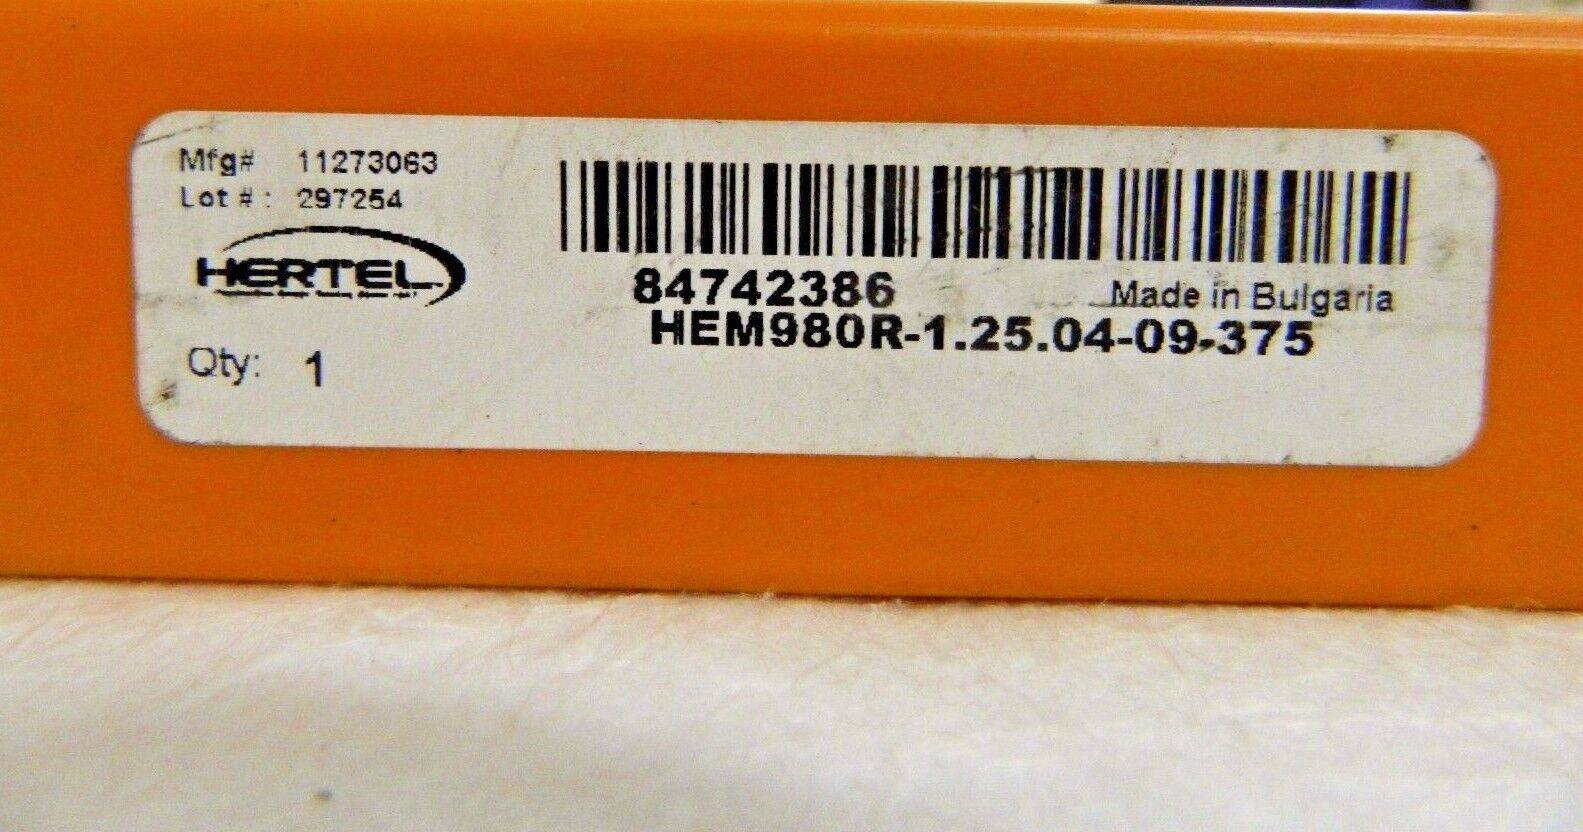 Mfg# 11273063
Lot #: 297254
HERTEL
84742386
Made in Bulgaria
HEM980R-1.25.04-09-375
Qty: 1